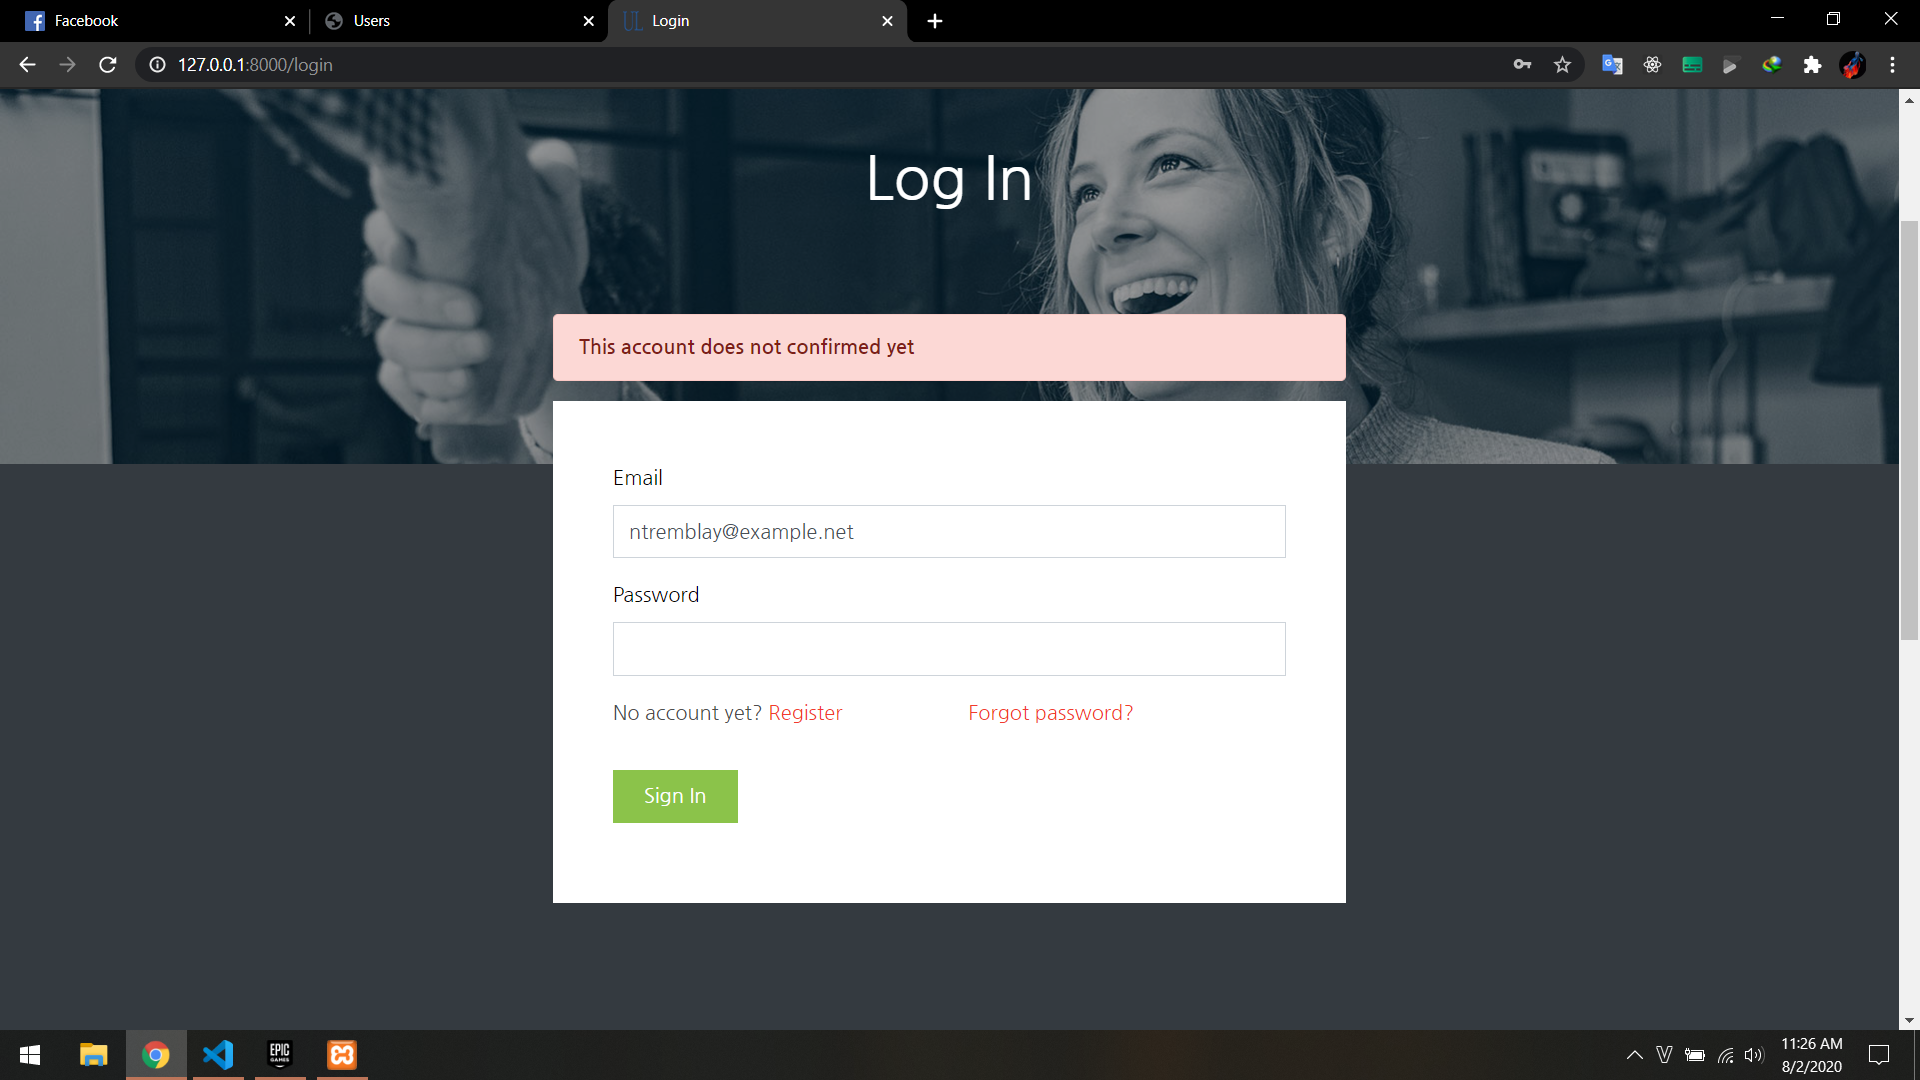 Facebook
Users
UL Login
127.0.0.1:8000/login
Log In
This account does not confirmed yet
Email
ntremblay@example.net
Password
No account yet? Register
Forgot password?
Sign In
EPIC
GAMES
11:26 AM
8/2/2020